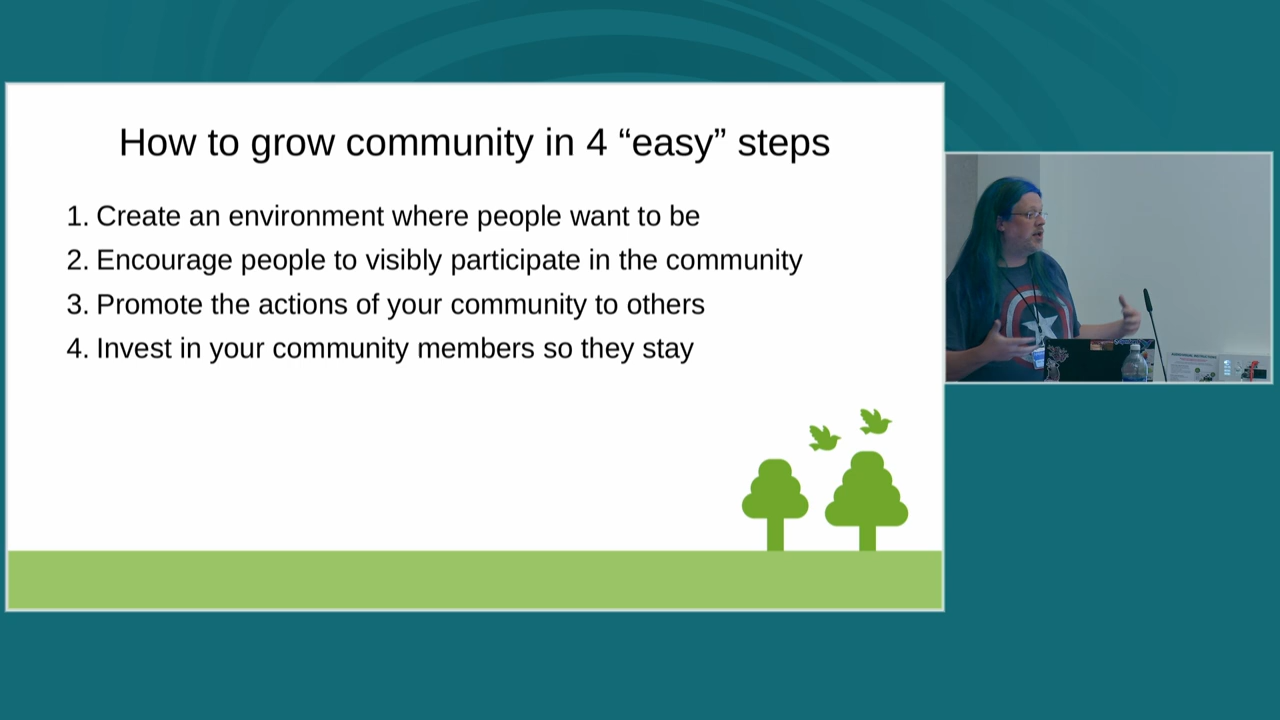 How to grow community in 4 “easy” steps
1. Create an environment where people want to be
2. Encourage people to visibly participate in the community
3. Promote the actions of your community to others
4. Invest in your community members so they stay